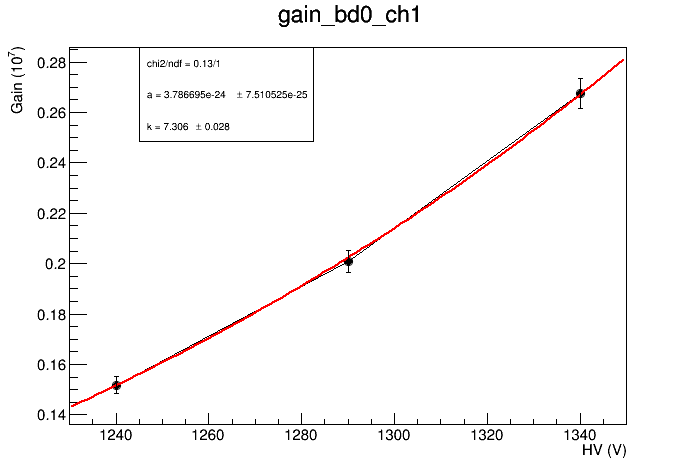 gain_bd0_ch1
Gain (10^7)
chi2/ndf = 0.13/1
a = 3.786695e-24 ± 7.510525e-25
k = 7.306 ± 0.028
0.28
0.26
0.24
0.22
0.2
0.18
0.16
0.14
1240 1260 1280 1300 1320 1340
HV (V)